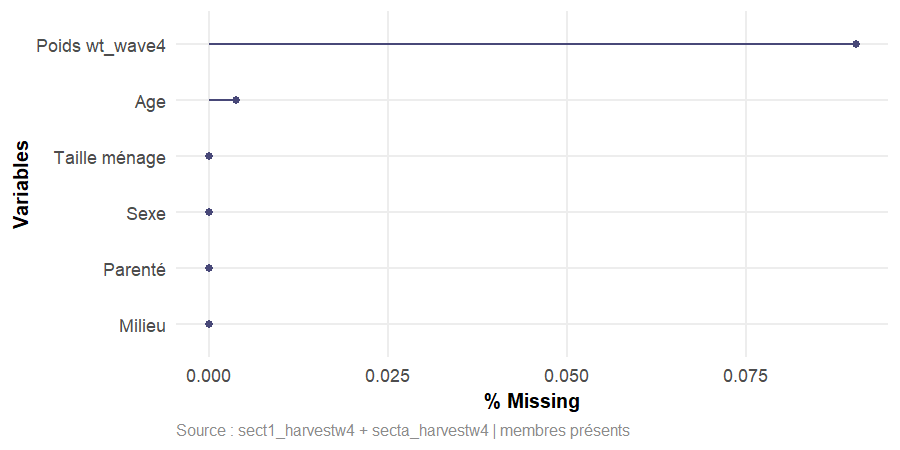 Variables
Poids wt_wave4
Age
Taille ménage
Sexe
Parenté
Milieu
0.000 0.025 0.050 0.075
% Missing
Source : sect1_harvestw4 + secta_harvestw4 | membres présents